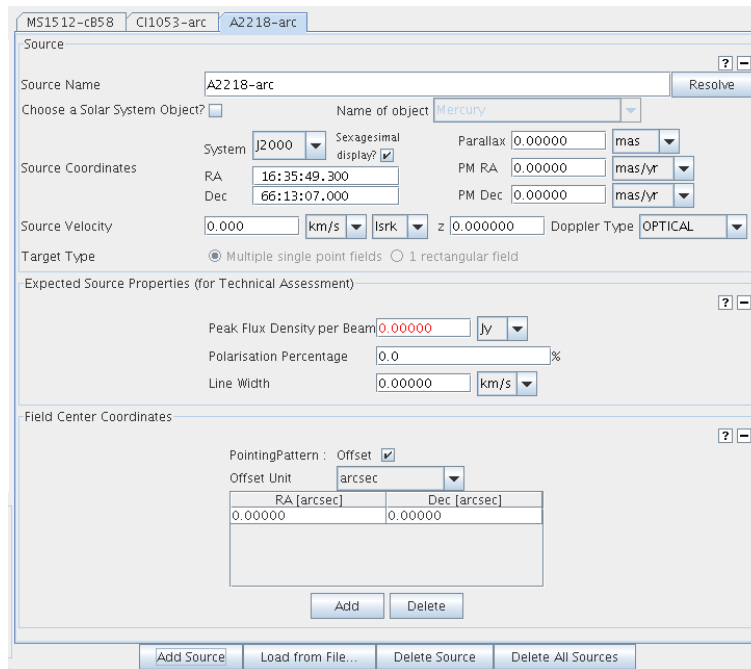 MS1512-cB58 Cl1053-arc A2218-arc
Source
? −
Source Name A2218-arc Resolve
Choose a Solar System Object? Name of object Mercury
Source Coordinates
System J2000 Sexagesimal display?
Parallax 0.00000 mas
RA 16:35:49.300
PM RA 0.00000 mas/yr
Dec 66:13:07.000
PM Dec 0.00000 mas/yr
Source Velocity 0.000 km/s lsrk z 0.000000 Doppler Type OPTICAL
Target Type Multiple single point fields 1 rectangular field
Expected Source Properties (for Technical Assessment)
? −
Peak Flux Density per Beam 0.00000 Jy
Polarisation Percentage 0.0 %
Line Width 0.00000 km/s
Field Center Coordinates
? −
PointingPattern : Offset
Offset Unit arcsec
RA [arcsec] Dec [arcsec]
0.00000 0.00000
Add Delete
Add Source Load from File... Delete Source Delete All Sources